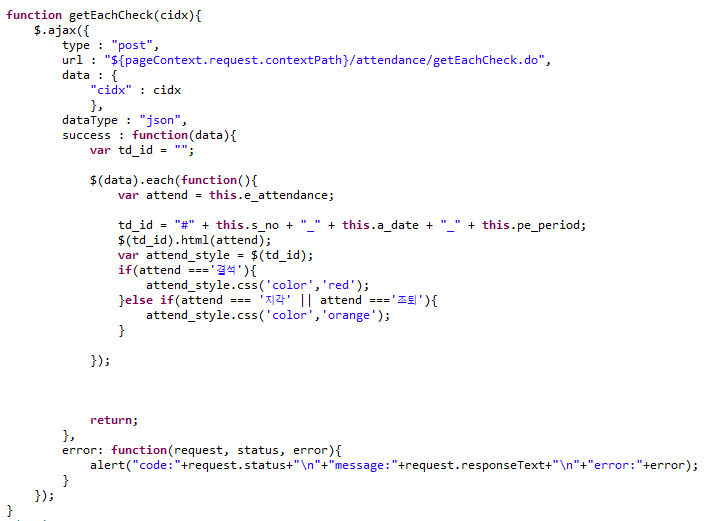 function getEachCheck(cidx){
    $.ajax({
        type : "post",
        url : "${pageContext.request.contextPath}/attendance/getEachCheck.do",
        data : {
            "cidx" : cidx
            },
        dataType : "json",
        success : function(data){
            var td_id = "";
            $(data).each(function(){
                var attend = this.e_attendance;
                td_id = "#" + this.s_no + "_" + this.a_date + "_" + this.pe_period;
                $(td_id).html(attend);
                var attend_style = $(td_id);
                if(attend ==='결석'){
                    attend_style.css('color','red');
                }else if(attend === '지각' || attend ==='조퇴'){
                    attend_style.css('color','orange');
                }
            });
            return;
        },
        error: function(request, status, error){
            alert("code:"+request.status+"\n"+"message:"+request.responseText+"\n"+"error:"+error);
        }
    });
}